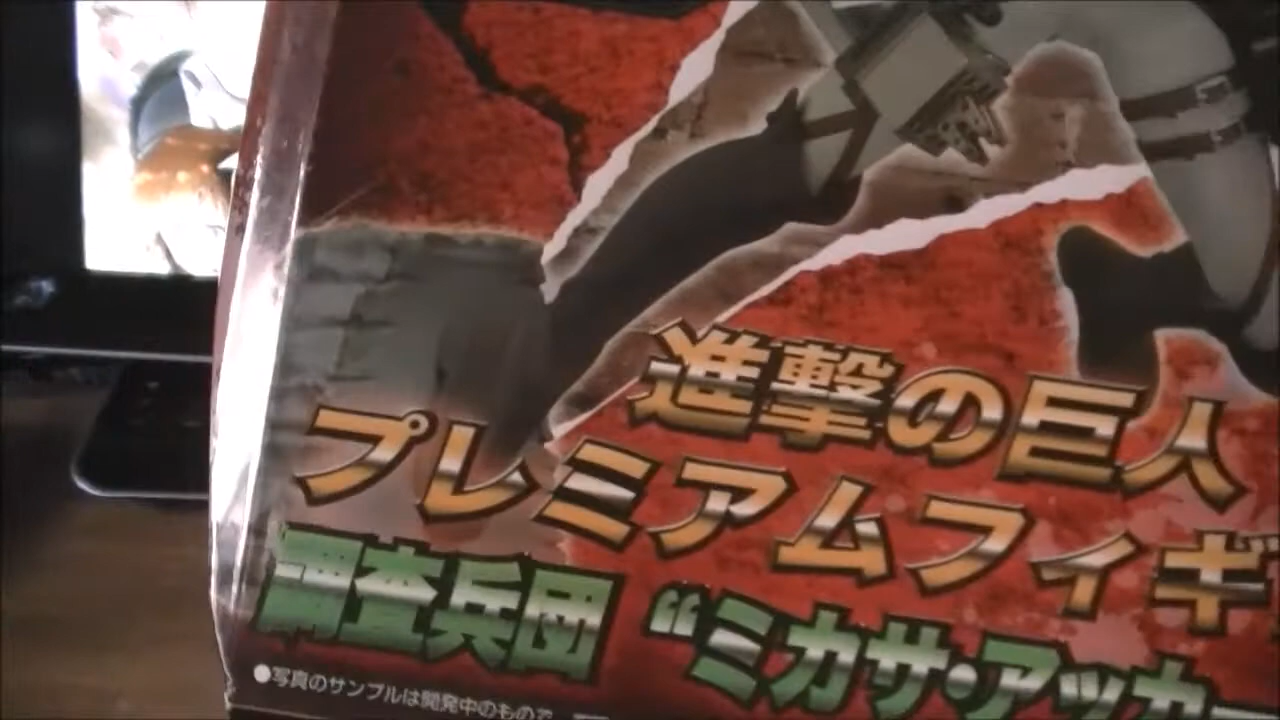 進撃の巨人
プレミアムフィギ
調査兵団 “ミカサ・アッカー
●写真のサンプルは開発中のもので